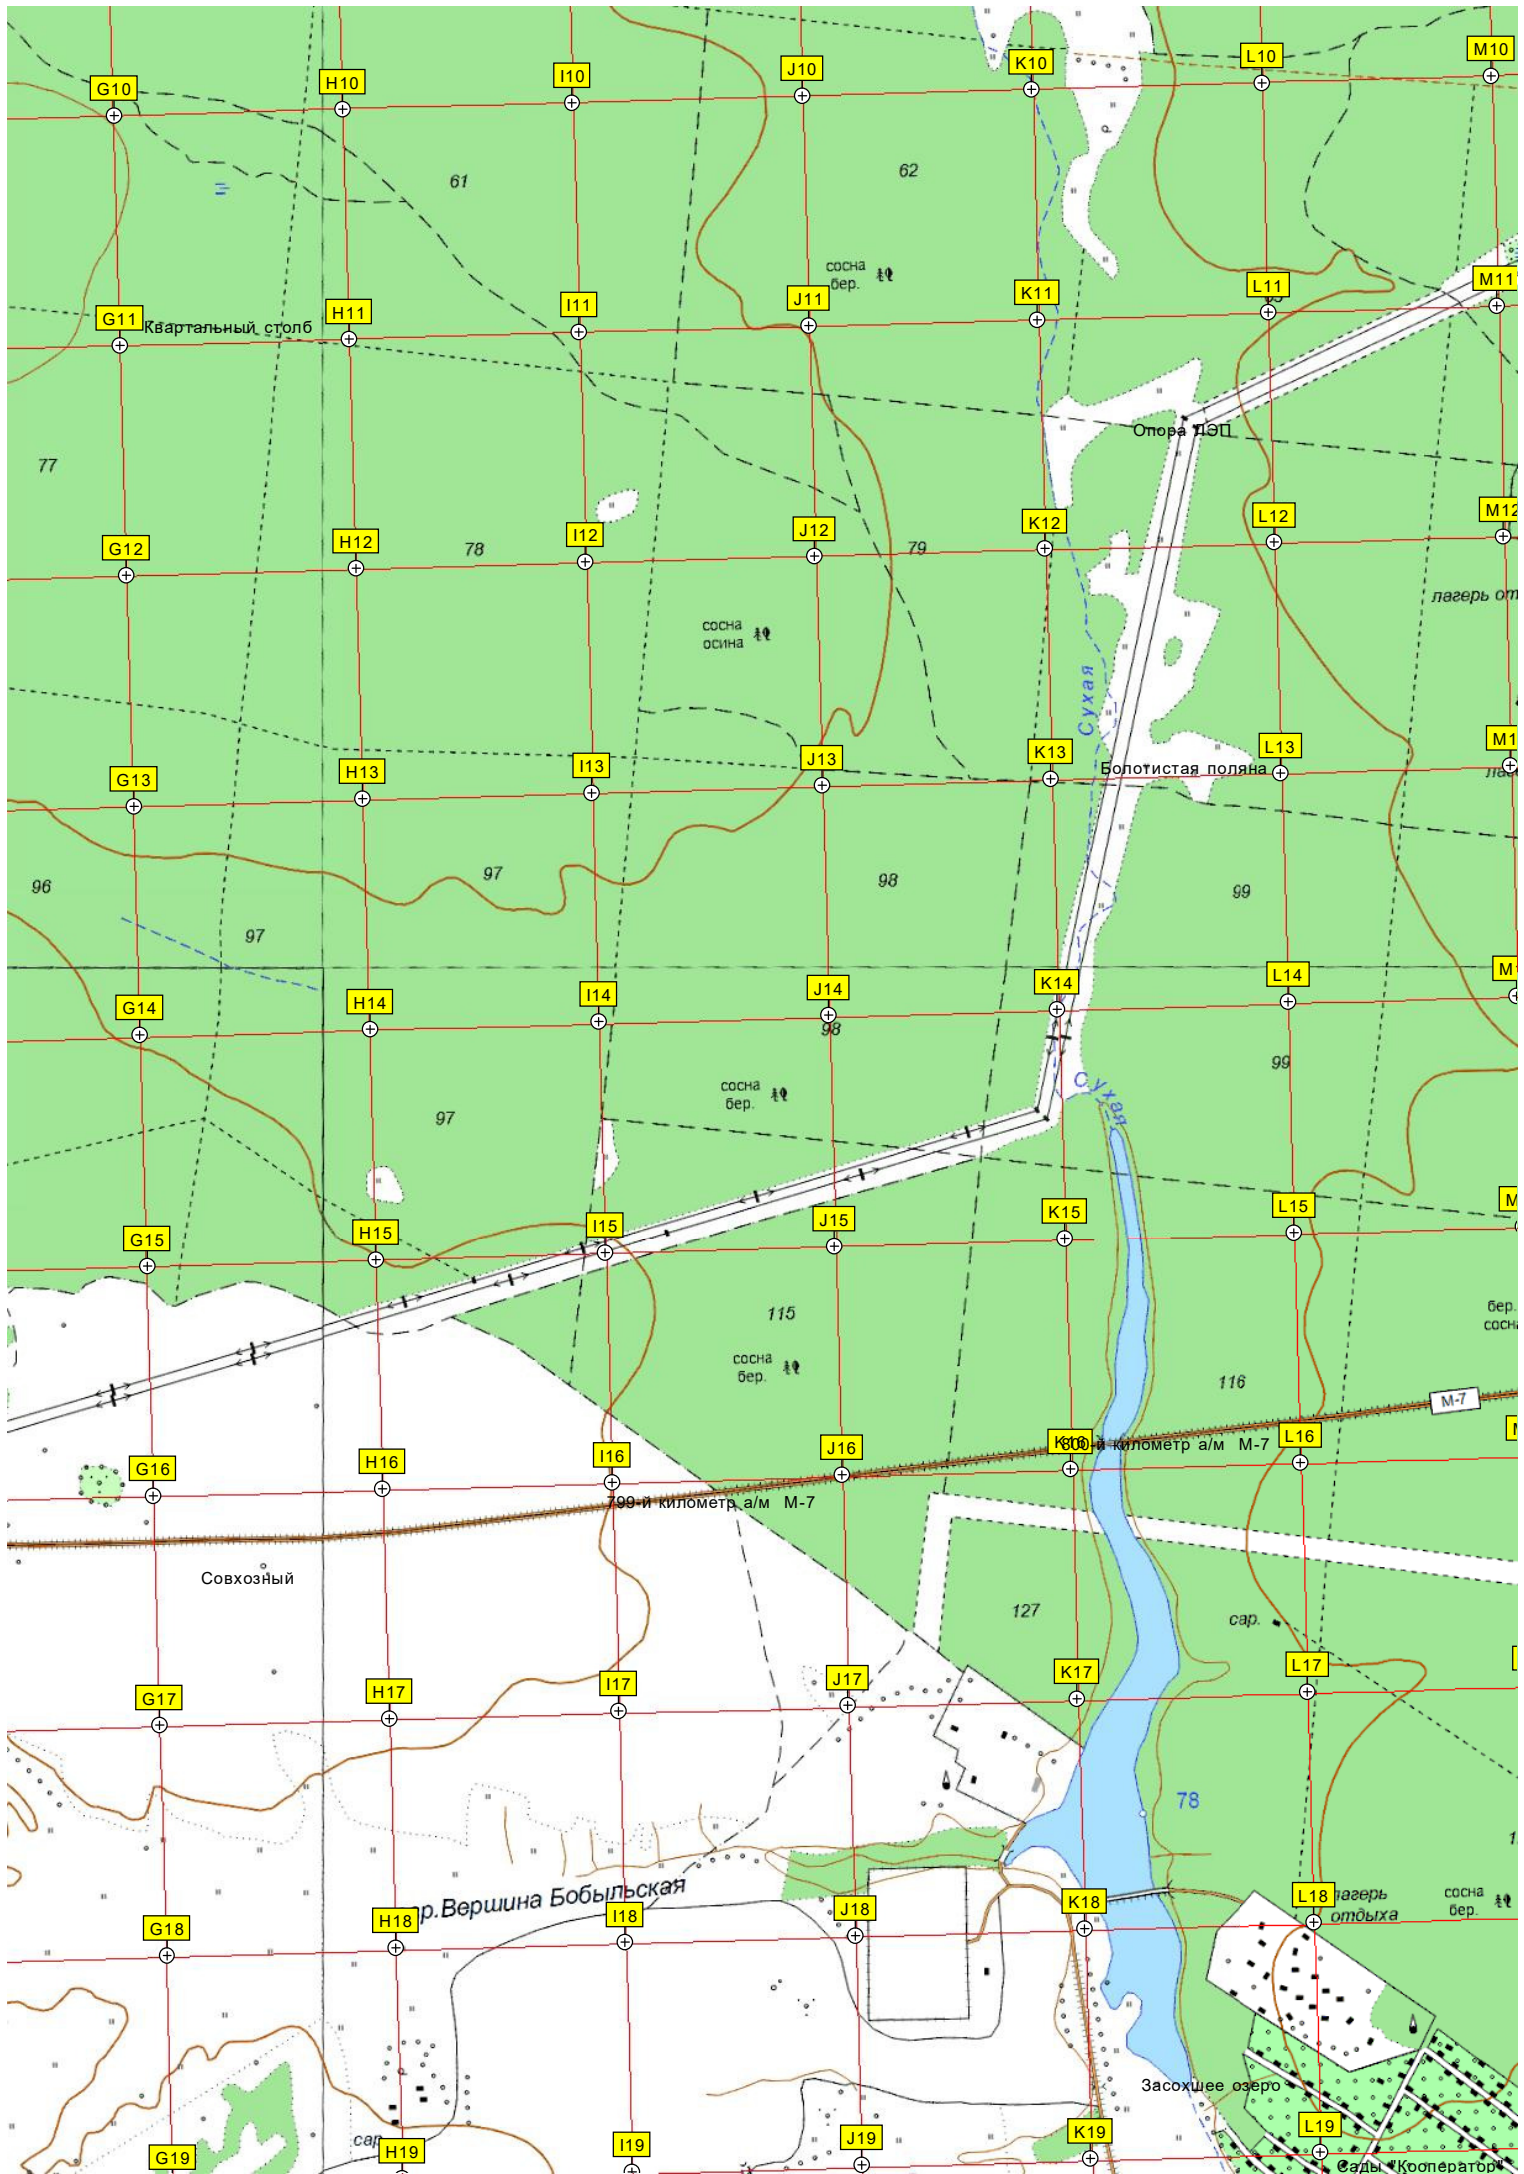 G10
H10
I10
J10
K10
L10
M10
61
62
сосна
бер.
G11
Квартальный столб
H11
I11
J11
K11
L11
M11
Опора ЛЭП
77
G12
H12
78
I12
J12
79
K12
L12
M12
сосна
осина
лагерь от
Сухая
G13
H13
I13
J13
K13
Болотистая поляна
L13
M1
96
97
97
98
99
G14
H14
I14
J14
98
K14
L14
M
99
97
сосна
бер.
Сухая
G15
H15
I15
J15
K15
L15
M
115
сосна
бер.
116
бер.
М-7
G16
H16
I16
J16
K16
800-й километр а/м М-7
L16
799-й километр а/м М-7
Совхозный
127
сар.
G17
H17
I17
J17
K17
L17
78
ур.Вершина Бобыльская
G18
H18
I18
J18
K18
L18
лагерь
отдыха
сосна
бер.
Засохшее озеро
сар.
G19
H19
I19
J19
K19
L19
Сады "Кооператор"